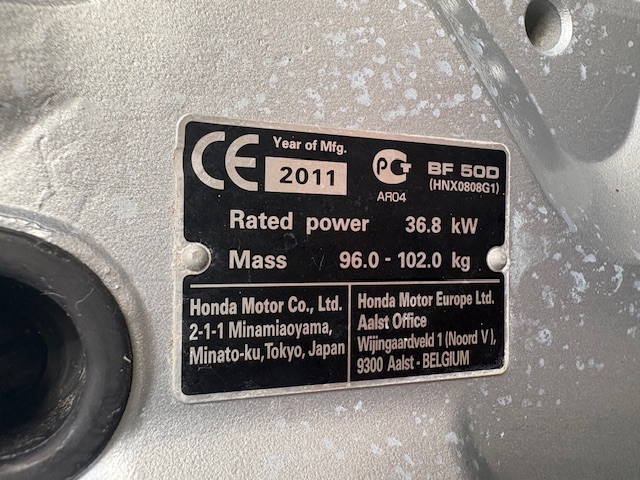 CE
Year of Mfg.
2011
РСТ
АЯ04
BF 50D
(HNX0808G1)
Rated power 36.8 kW
Mass 96.0 - 102.0 kg
Honda Motor Co., Ltd.
2-1-1 Minamiaoyama,
Minato-ku,Tokyo, Japan
Honda Motor Europe Ltd.
Aalst Office
Wijngaardveld 1 (Noord V),
9300 Aalst - BELGIUM